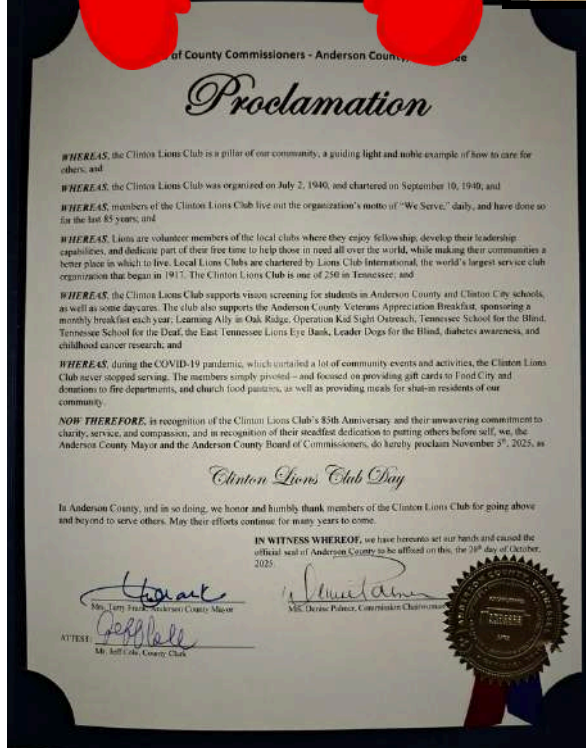 of County Commissioners - Anderson County,
Proclamation
WHEREAS, the Clinton Lions Club is a pillar of our community, a guiding light and noble example of how to care for
others; and
WHEREAS, the Clinton Lions Club was organized on July 2, 1940, and chartered on September 10, 1940; and
WHEREAS, members of the Clinton Lions Club live out the organization's motto of "We Serve," daily, and have done so
for the last 85 years; and
WHEREAS, Lions are volunteer members of the local clubs where they enjoy fellowship, develop their leadership
capabilities, and dedicate part of their free time to help those in need all over the world, while making their communities a
better place in which to live. Local Lions Clubs are chartered by Lions Club International, the world's largest service club
organization that began in 1917. The Clinton Lions Club is one of 250 in Tennessee; and
WHEREAS, the Clinton Lions Club supports vision screening for students in Anderson County and Clinton City schools,
as well as some daycares. The club also supports the Anderson County Veterans Appreciation Breakfast, sponsoring a
monthly breakfast each year; Learning Ally in Oak Ridge, Operation Kid Sight Outreach, Tennessee School for the Blind,
Tennessee School for the Deaf, the East Tennessee Lions Eye Bank, Leader Dogs for the Blind, diabetes awareness, and
childhood cancer research; and
WHEREAS, during the COVID-19 pandemic, which curtailed a lot of community events and activities, the Clinton Lions
Club never stopped serving. The members simply pivoted – and focused on providing gift cards to Food City and
donations to fire departments, and church food pantries, as well as providing meals for shut-in residents of our
community.
NOW THEREFORE, in recognition of the Clinton Lions Club's 85th Anniversary and their unwavering commitment to
charity, service, and compassion, and in recognition of their steadfast dedication to putting others before self, we, the
Anderson County Mayor and the Anderson County Board of Commissioners, do hereby proclaim November 5th, 2025, as
Clinton Lions Club Day
In Anderson County, and in so doing, we honor and humbly thank members of the Clinton Lions Club for going above
and beyond to serve others. May their efforts continue for many years to come.
IN WITNESS WHEREOF, we have hereunto set our hands and caused the
official seal of Anderson County to be affixed on this, the 28th day of October,
2025
Mrs. Terry Frank, Anderson County Mayor
Ms. Denise Palmer, Commission Chairwoman
ATTEST:
Mr. Jeff Cole, County Clerk